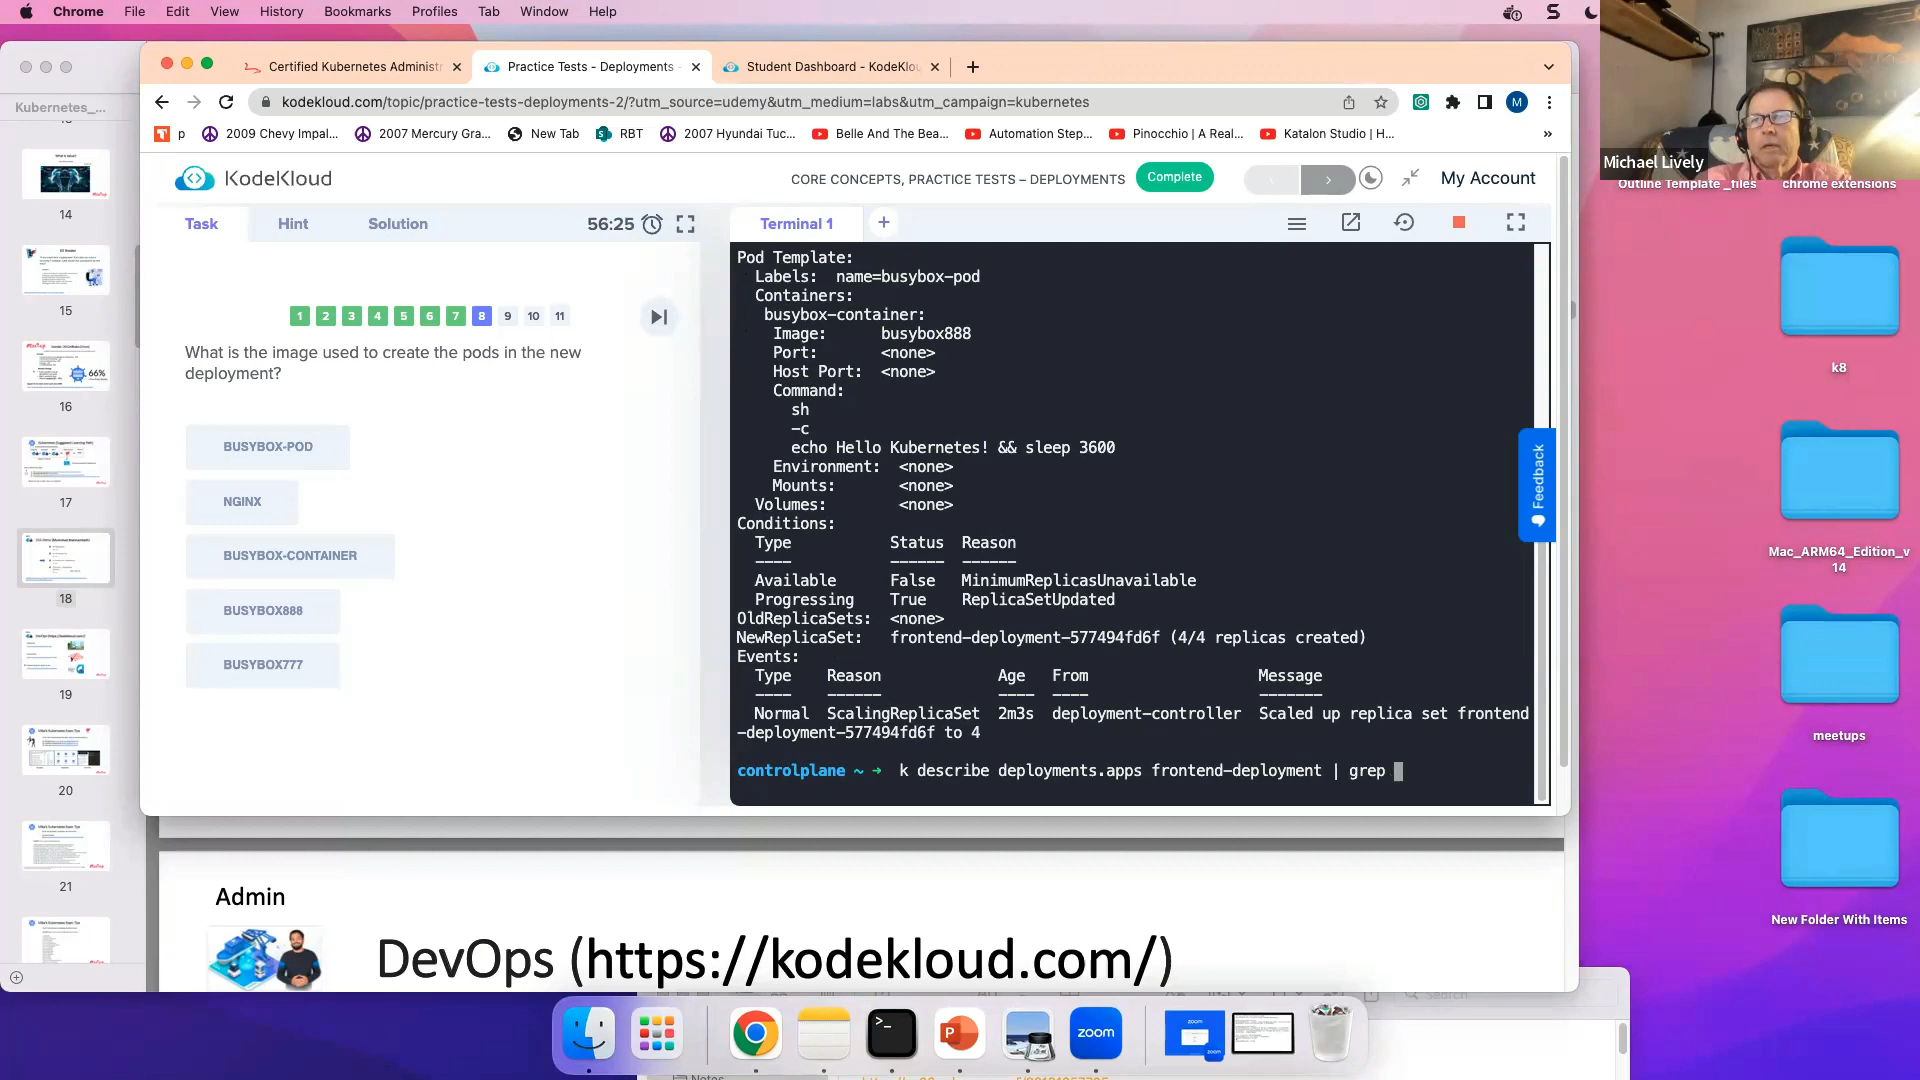 Chrome File Edit View History Bookmarks Profiles Tab Window Help
Certified Kubernetes Administr
Practice Tests - Deployments -
Student Dashboard - KodeKlou
kodekloud.com/topic/practice-tests-deployments-2/?utm_source=udemy&utm_medium=labs&utm_campaign=kubernetes
p
2009 Chevy Impal...
2007 Mercury Gra...
New Tab
RBT
2007 Hyundai Tuc...
Belle And The Bea...
Automation Step...
Pinocchio | A Real...
Katalon Studio | H...
»
Michael Lively
Kubernetes_...
14
15
16
17
18
19
20
21
KodeKloud
CORE CONCEPTS, PRACTICE TESTS – DEPLOYMENTS
Complete
My Account
Task Hint Solution 56:25
1 2 3 4 5 6 7 8 9 10 11
What is the image used to create the pods in the new
deployment?
BUSYBOX-POD
NGINX
BUSYBOX-CONTAINER
BUSYBOX888
BUSYBOX777
Terminal 1 +
Pod Template:
Labels: name=busybox-pod
Containers:
busybox-container:
Image: busybox888
Port: <none>
Host Port: <none>
Command:
sh
-c
echo Hello Kubernetes! && sleep 3600
Environment: <none>
Mounts: <none>
Volumes: <none>
Conditions:
Type Status Reason
---- ------ ------
Available False MinimumReplicasUnavailable
Progressing True ReplicaSetUpdated
OldReplicaSets: <none>
NewReplicaSet: frontend-deployment-577494fd6f (4/4 replicas created)
Events:
Type Reason Age From Message
---- ------ ---- ---- -------
Normal ScalingReplicaSet 2m3s deployment-controller Scaled up replica set frontend
-deployment-577494fd6f to 4
controlplane ~ ➜ k describe deployments.apps frontend-deployment | grep
Feedback
Admin
DevOps (https://kodekloud.com/)
Outline Template _files
chrome extensions
k8
Mac_ARM64_Edition_v
14
meetups
New Folder With Items
Search
zoom
Notes